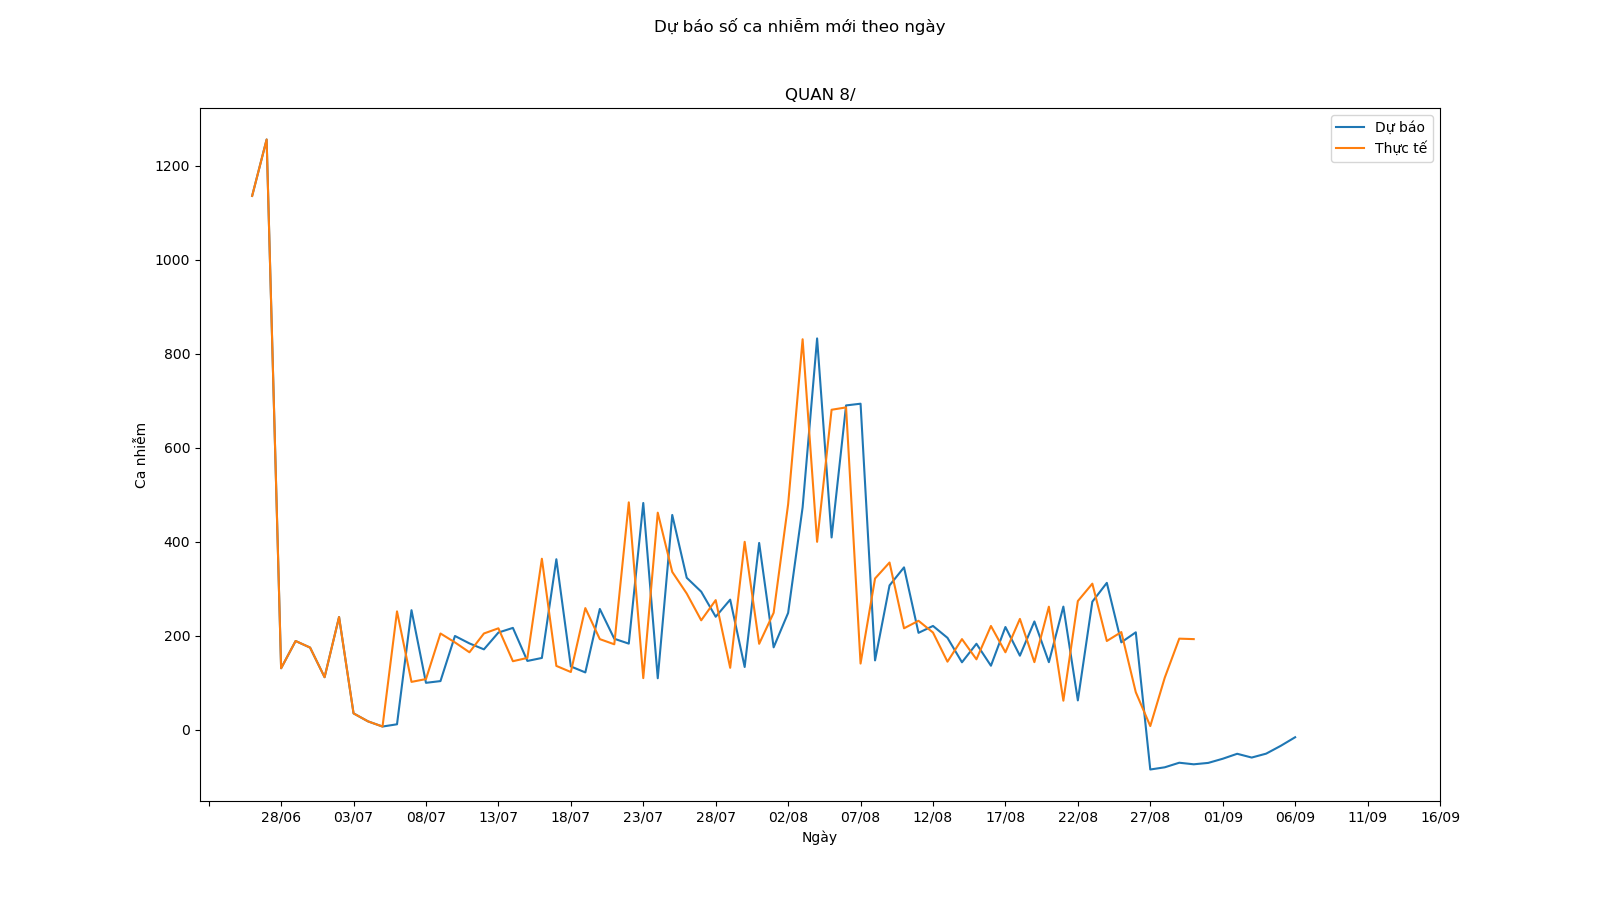 Dự báo số ca nhiễm mới theo ngày
QUAN 8/
Dự báo
Thực tế
1200
1000
800
600
400
200
0
Ca nhiễm
28/06 03/07 08/07 13/07 18/07 23/07 28/07 02/08 07/08 12/08 17/08 22/08 27/08 01/09 06/09 11/09 16/09
Ngày